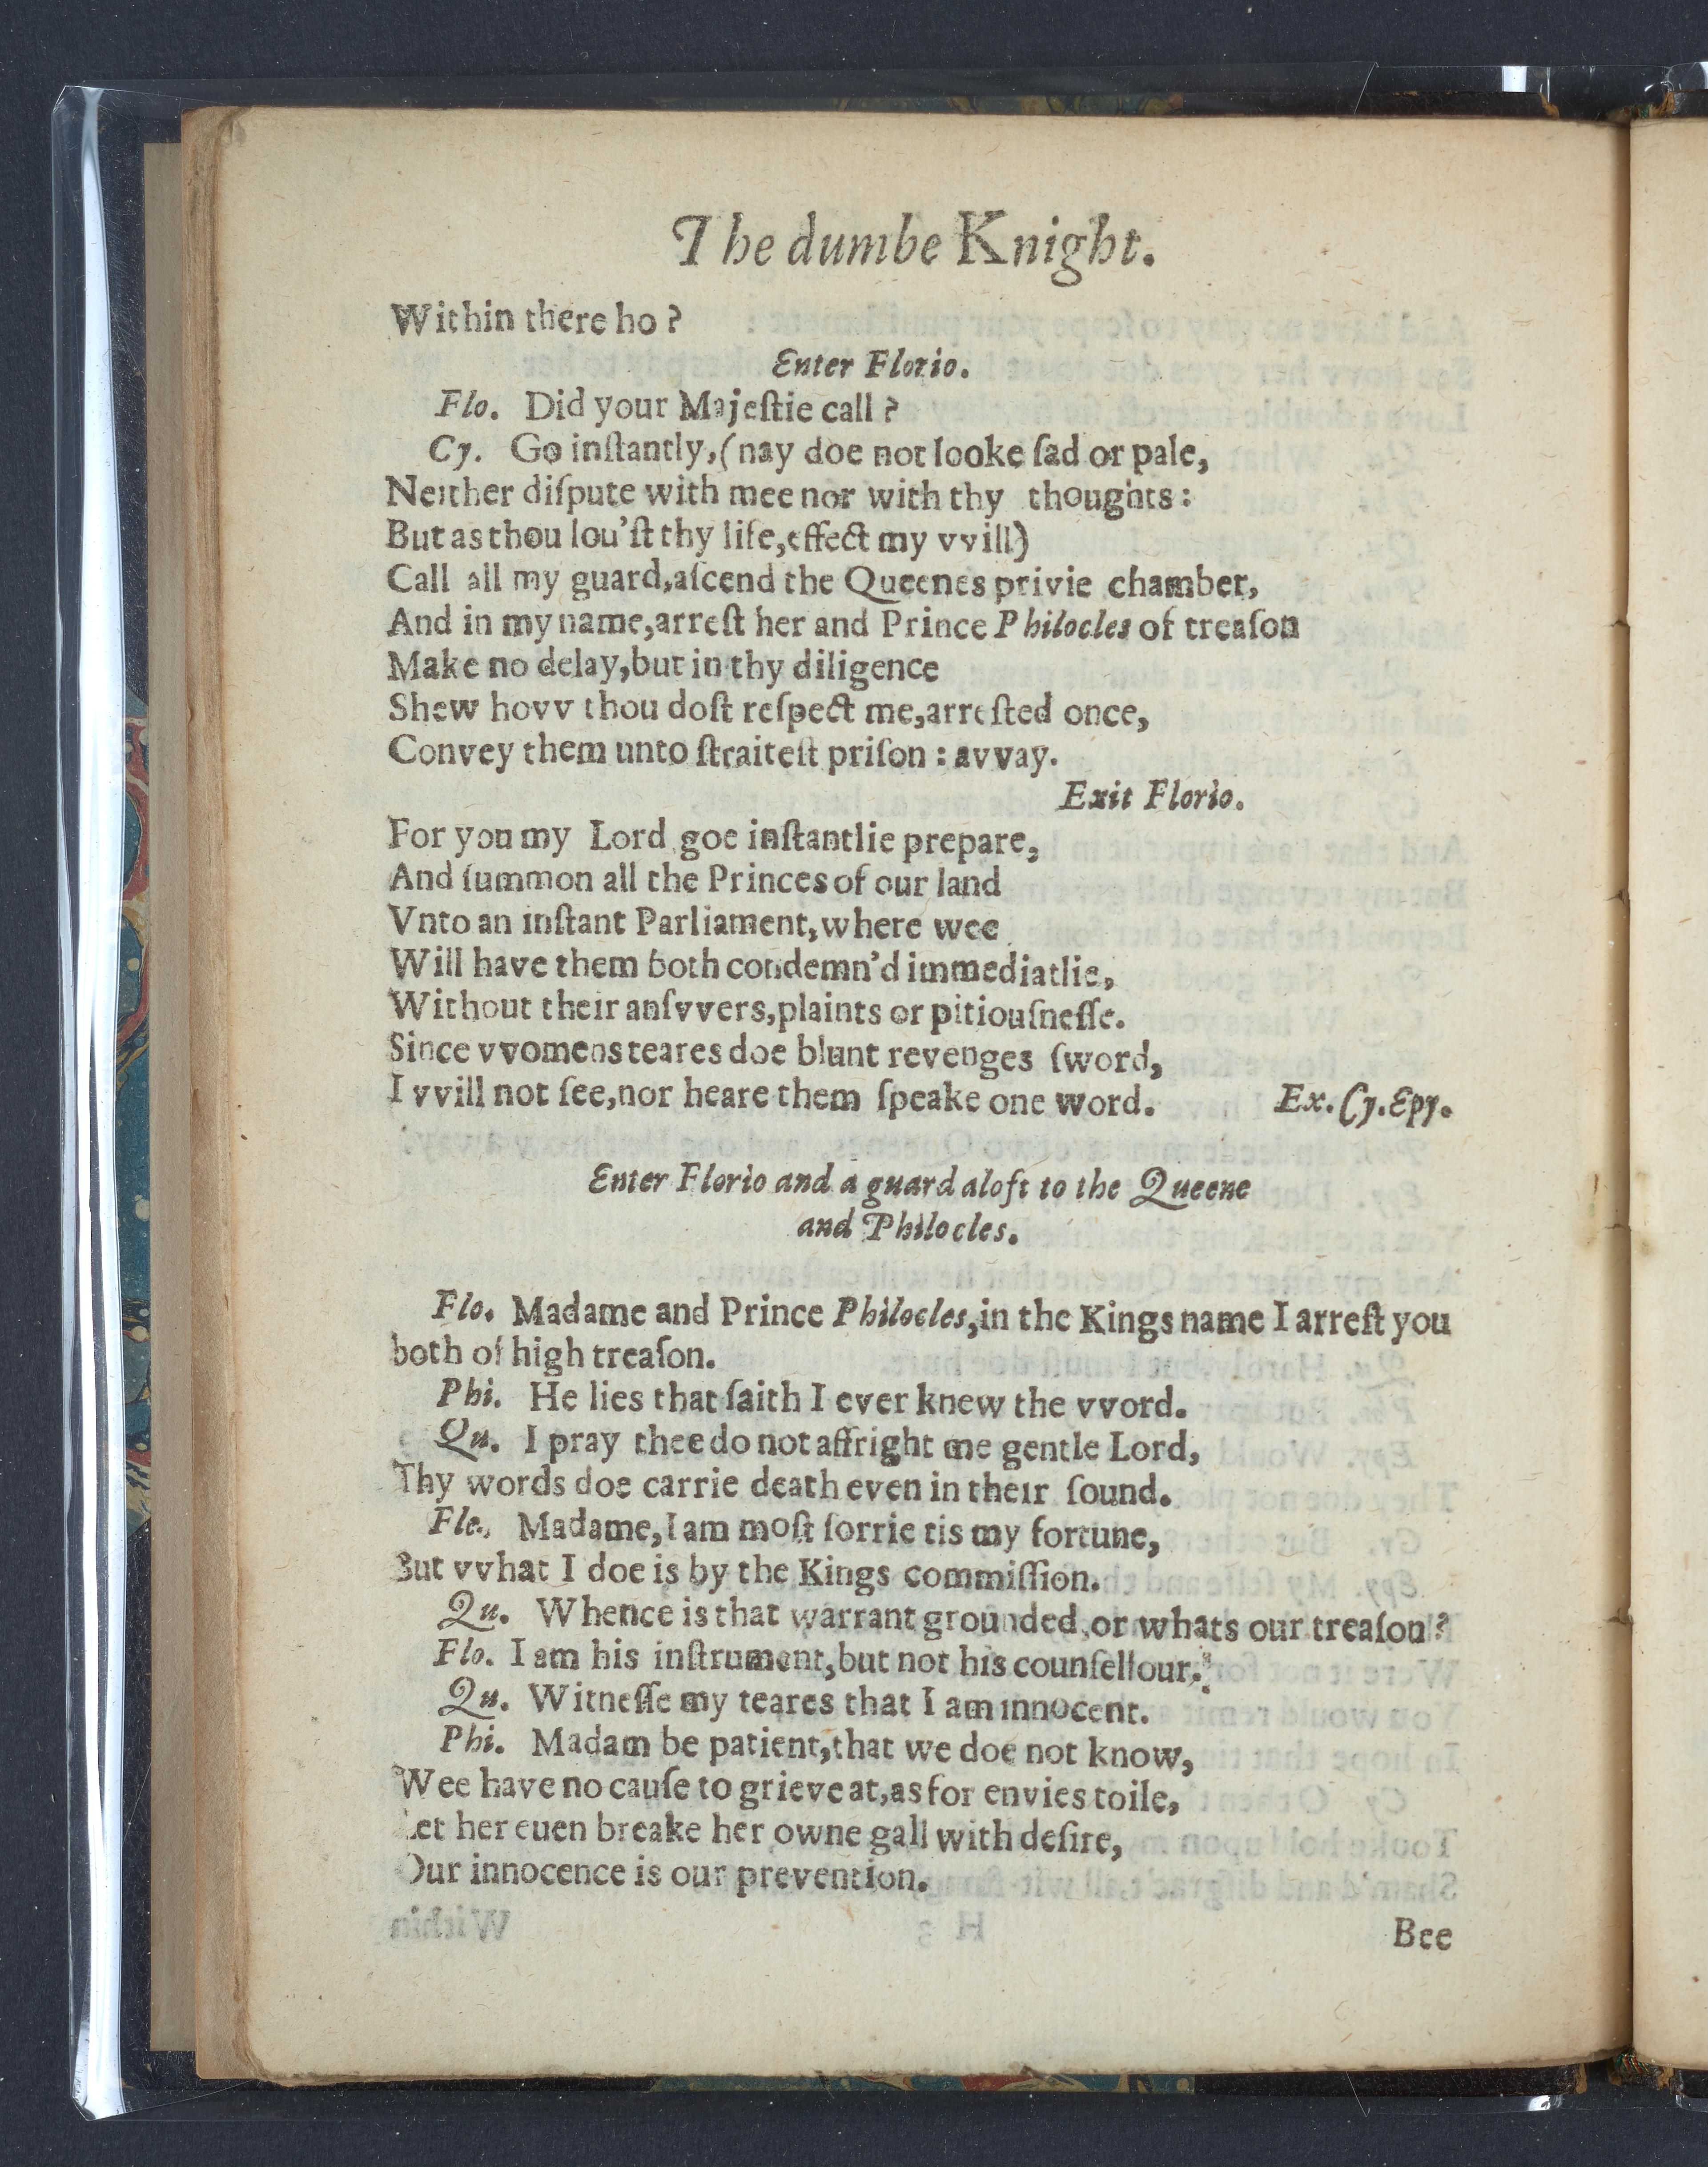 The dumbe Knight.
Within there ho?
Enter Florio.
Flo. Did your Majeſtie call?
Cy. Go inſtantly,(nay doe not looke ſad or pale,
Neither diſpute with mee nor with thy thoughts:
But as thou lou'ſt thy life,effect my vvill)
Call all my guard,aſcend the Queenes privie chamber,
And in my name,arreſt her and Prince Philocles of treaſon
Make no delay,but in thy diligence
Shew hovv thou doſt reſpect me,arreſted once,
Convey them unto ſtraiteſt priſon: avvay.
Exit Florio.
For you my Lord goe inſtantlie prepare,
And ſummon all the Princes of our land
Vnto an inſtant Parliament,where wee
Will have them both condemn'd immediatlie,
Without their anſvvers,plaints or pitiouſneſſe.
Since vvomens teares doe blunt revenges ſword,
I vvill not ſee,nor heare them ſpeake one word. Ex. Cy. Epy.
Enter Florio and a guard aloft to the Queene
and Philocles.
Flo. Madame and Prince Philocles,in the Kings name I arreſt you
both of high treaſon.
Phi. He lies that ſaith I ever knew the vvord.
Qu. I pray thee do not affright me gentle Lord,
Thy words doe carrie death even in their ſound.
Flo. Madame,I am moſt ſorrie tis my fortune,
But vvhat I doe is by the Kings commiſſion.
Qu. Whence is that warrant grounded,or whats our treaſon?
Flo. I am his inſtrument,but not his counſellour.
Qu. Witneſſe my teares that I am innocent.
Phi. Madam be patient,that we doe not know,
Wee have no cauſe to grieve at,as for envies toile,
Let her euen breake her owne gall with deſire,
Our innocence is our prevention.
Bee